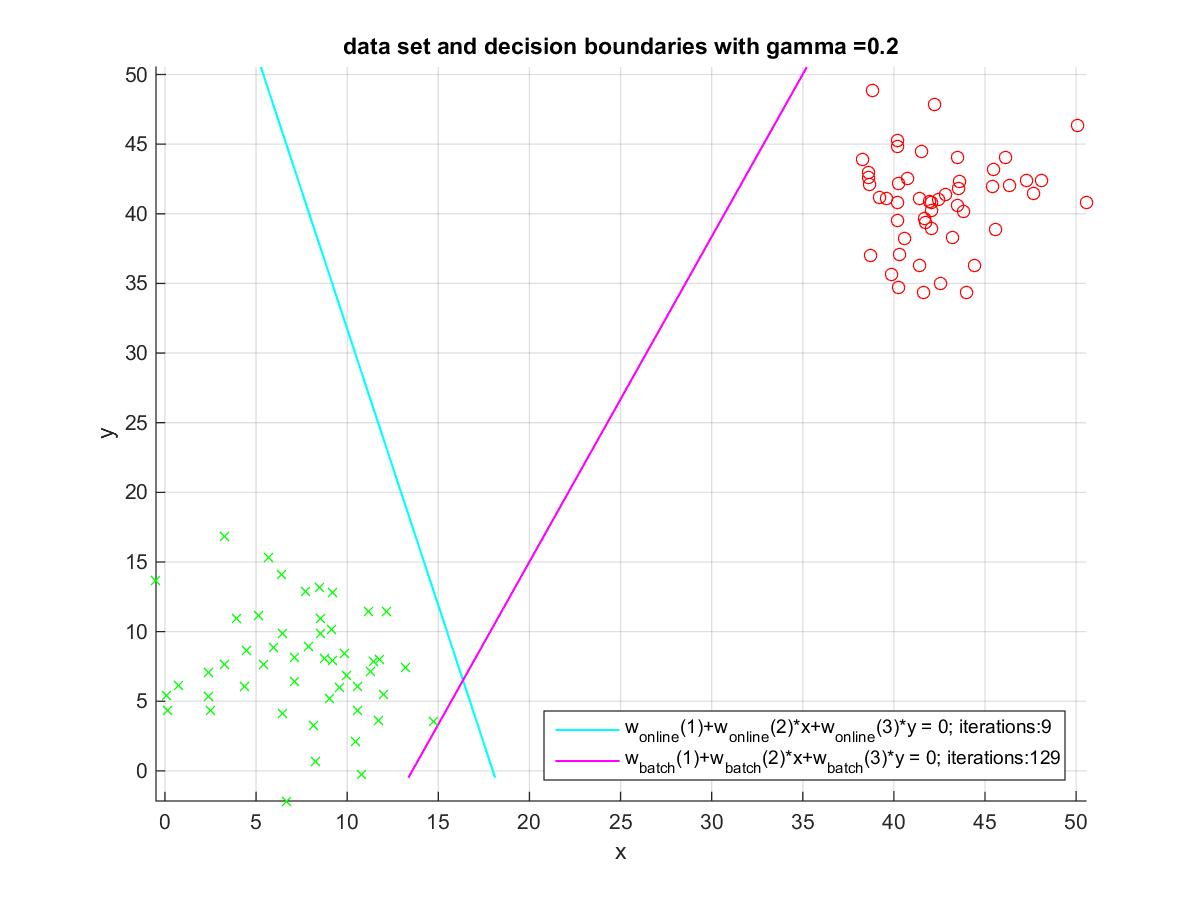 data set and decision boundaries with gamma =0.2
50
45
40
35
30
25
20
15
10
5
0
y
w_online(1)+w_online(2)*x+w_online(3)*y = 0; iterations:9
w_batch(1)+w_batch(2)*x+w_batch(3)*y = 0; iterations:129
0 5 10 15 20 25 30 35 40 45 50
x